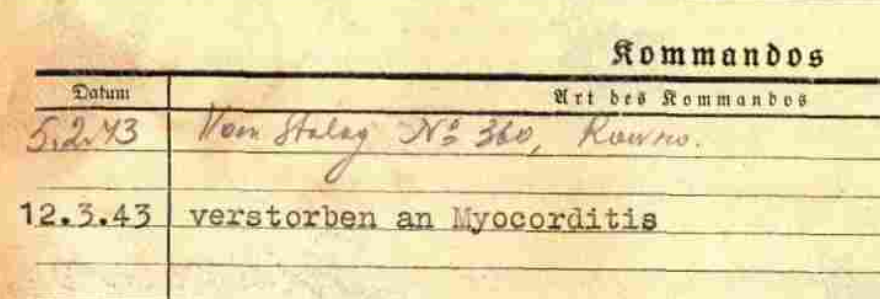 Kommandos
Datum Art des Kommandos
5.2.43 Vom Stalag No 360, Rowno.
12.3.43 verstorben an Myocorditis